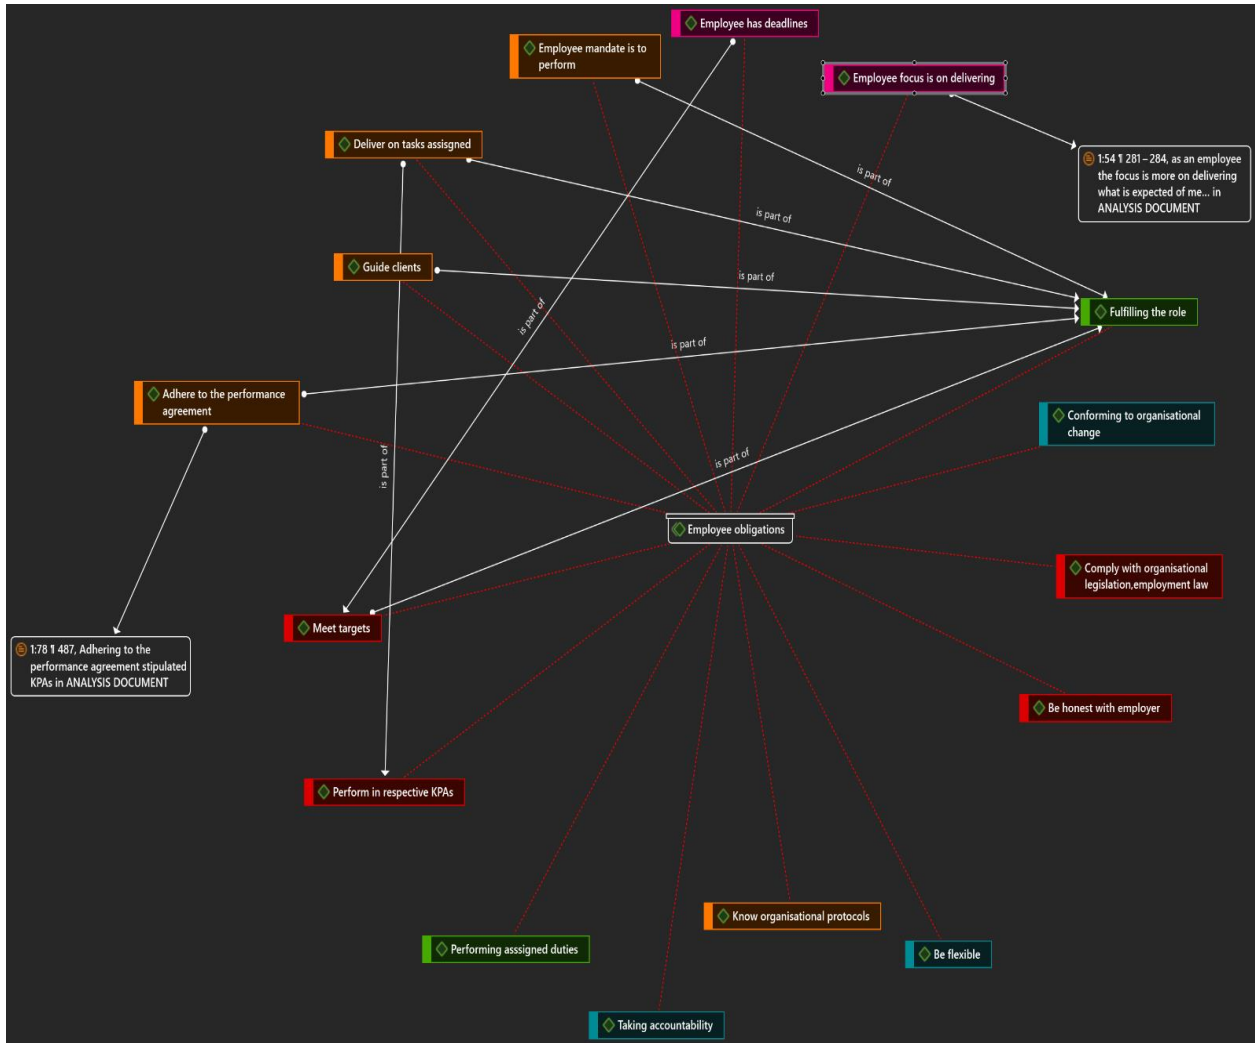 Employee has deadlines
Employee mandate is to
perform
Employee focus is on delivering
Deliver on tasks assisgned
1:54 ¶ 281 – 284, as an employee
the focus is more on delivering
what is expected of me... in
ANALYSIS DOCUMENT
is part of
is part of
Guide clients
is part of
is part of
Fulfilling the role
is part of
Adhere to the performance
agreement
Conforming to organisational
change
is part of
is part of
Employee obligations
Comply with organisational
legislation,employment law
Meet targets
1:78 ¶ 487, Adhering to the
performance agreement stipulated
KPAs in ANALYSIS DOCUMENT
Be honest with employer
Perform in respective KPAs
Know organisational protocols
Performing asssigned duties
Be flexible
Taking accountability